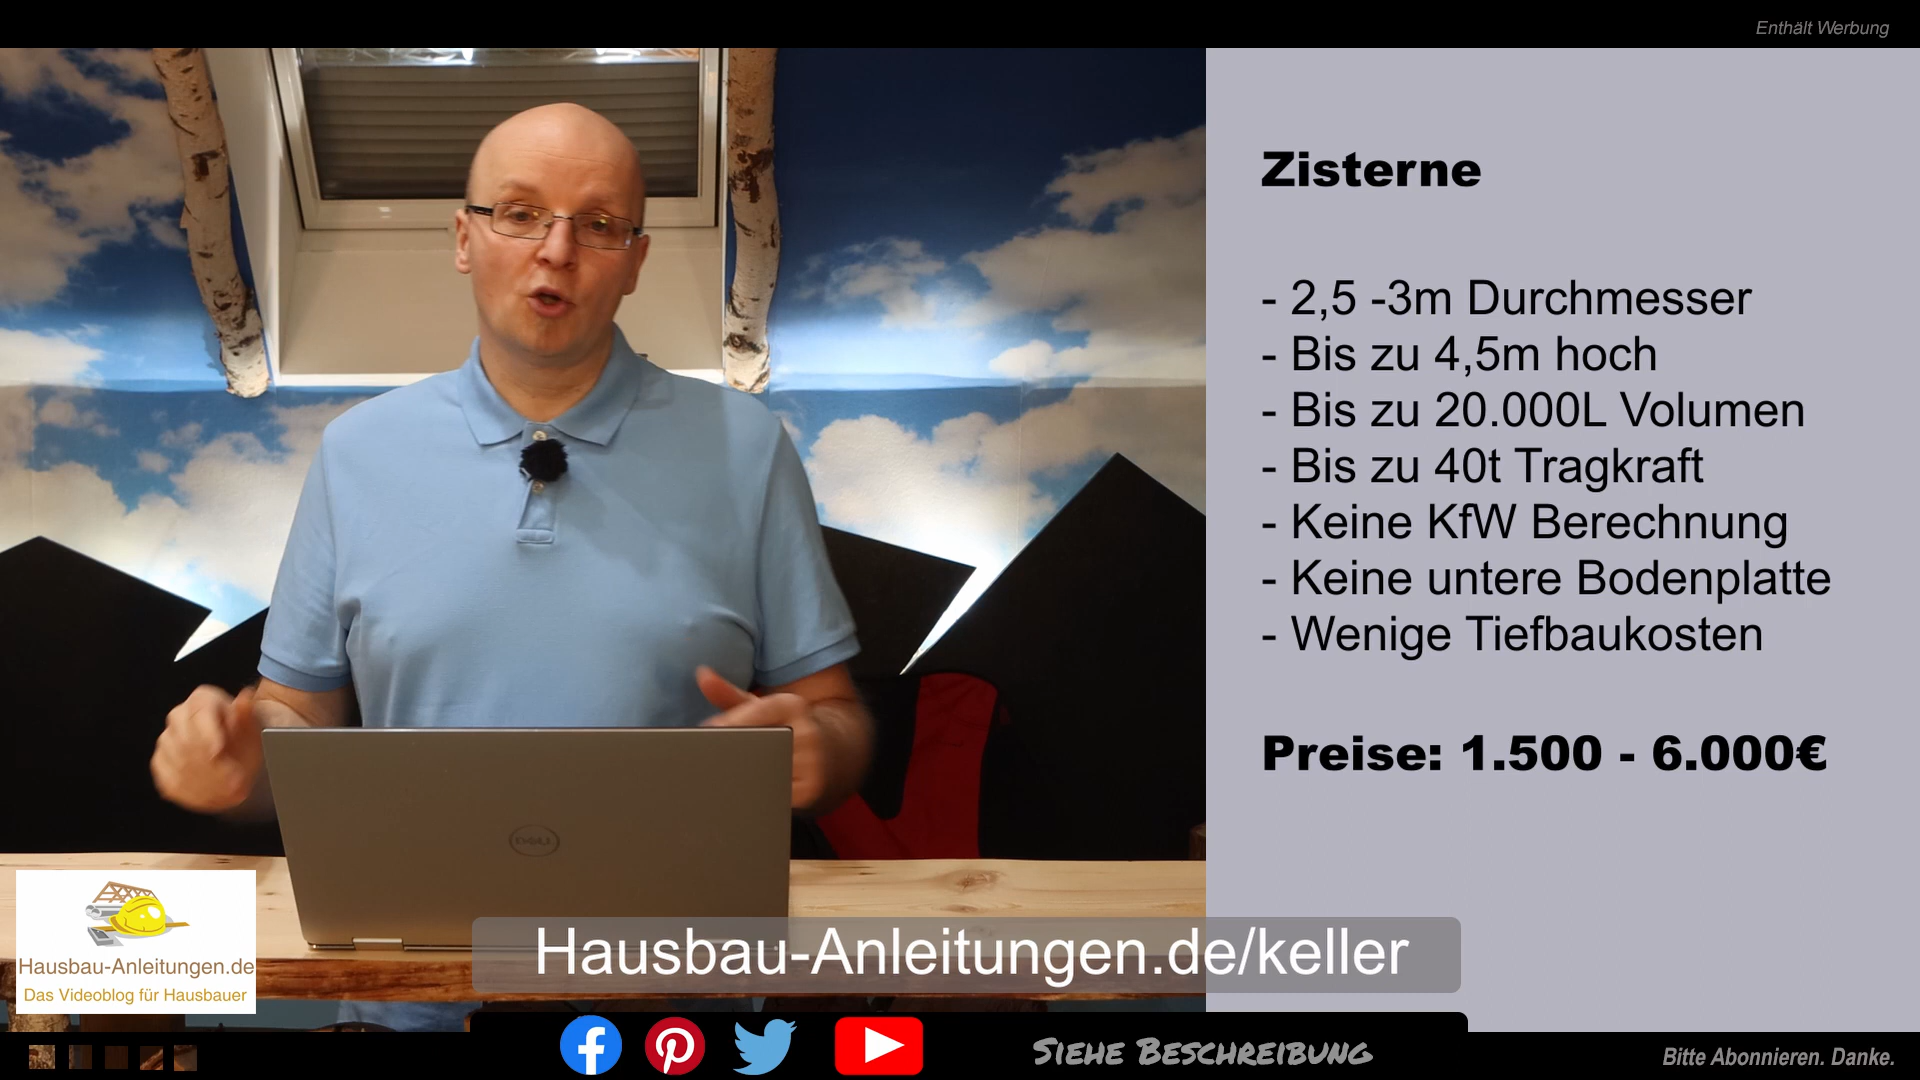 Enthält Werbung
Zisterne
- 2,5 -3m Durchmesser
- Bis zu 4,5m hoch
- Bis zu 20.000L Volumen
- Bis zu 40t Tragkraft
- Keine KfW Berechnung
- Keine untere Bodenplatte
- Wenige Tiefbaukosten
Preise: 1.500 - 6.000€
DELL
Hausbau-Anleitungen.de/keller
Hausbau-Anleitungen.de
Das Videoblog für Hausbauer
Siehe Beschreibung
Bitte Abonnieren. Danke.